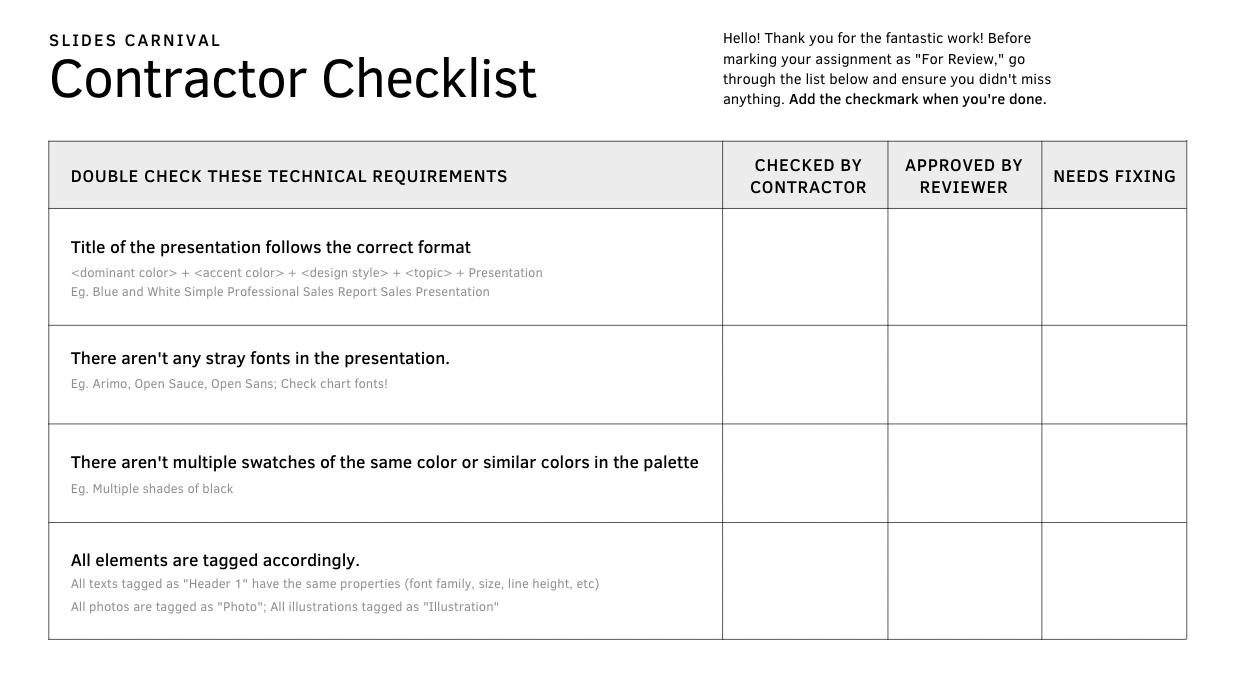 SLIDES CARNIVAL
Contractor Checklist
Hello! Thank you for the fantastic work! Before
marking your assignment as "For Review," go
through the list below and ensure you didn't miss
anything. Add the checkmark when you're done.
DOUBLE CHECK THESE TECHNICAL REQUIREMENTS
CHECKED BY
CONTRACTOR
APPROVED BY
REVIEWER
NEEDS FIXING
Title of the presentation follows the correct format
<dominant color> + <accent color> + <design style> + <topic> + Presentation
Eg. Blue and White Simple Professional Sales Report Sales Presentation
There aren't any stray fonts in the presentation.
Eg. Arimo, Open Sauce, Open Sans; Check chart fonts!
There aren't multiple swatches of the same color or similar colors in the palette
Eg. Multiple shades of black
All elements are tagged accordingly.
All texts tagged as "Header 1" have the same properties (font family, size, line height, etc)
All photos are tagged as "Photo"; All illustrations tagged as "Illustration"